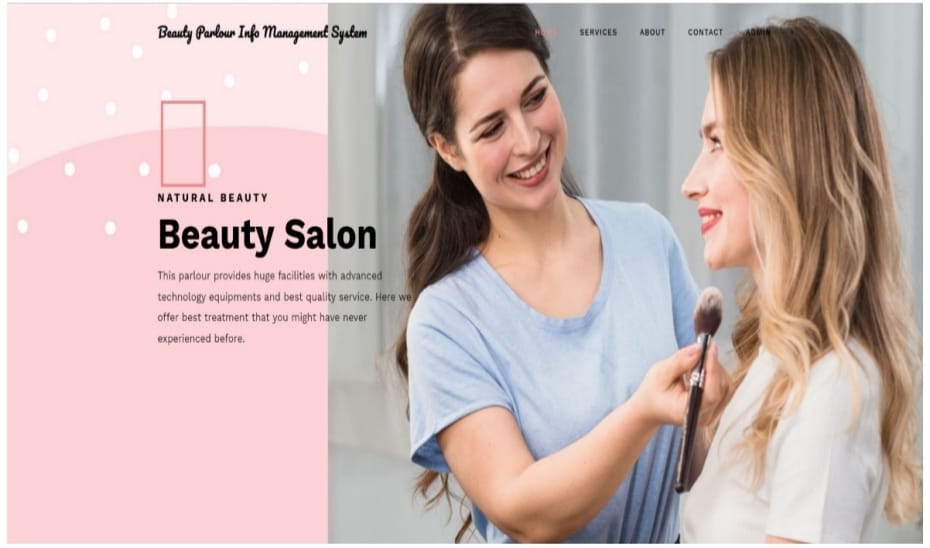 Beauty Parlour Info Management System
HOME SERVICES ABOUT CONTACT ADMIN
NATURAL BEAUTY
Beauty Salon
This parlour provides huge facilities with advanced
technology equipments and best quality service. Here we
offer best treatment that you might have never
experienced before.